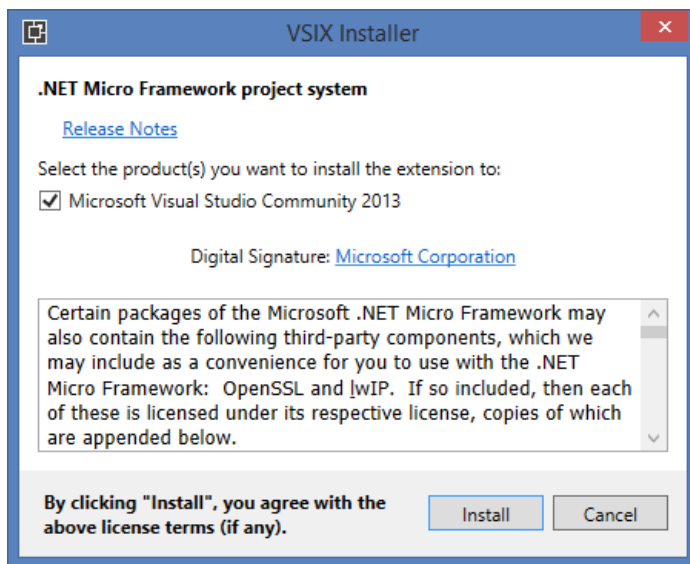 VSIX Installer
.NET Micro Framework project system
Release Notes
Select the product(s) you want to install the extension to:
Microsoft Visual Studio Community 2013
Digital Signature: Microsoft Corporation
Certain packages of the Microsoft .NET Micro Framework may
also contain the following third-party components, which we
may include as a convenience for you to use with the .NET
Micro Framework:  OpenSSL and lwIP.  If so included, then each
of these is licensed under its respective license, copies of which
are appended below.
By clicking "Install", you agree with the
above license terms (if any).
Install
Cancel